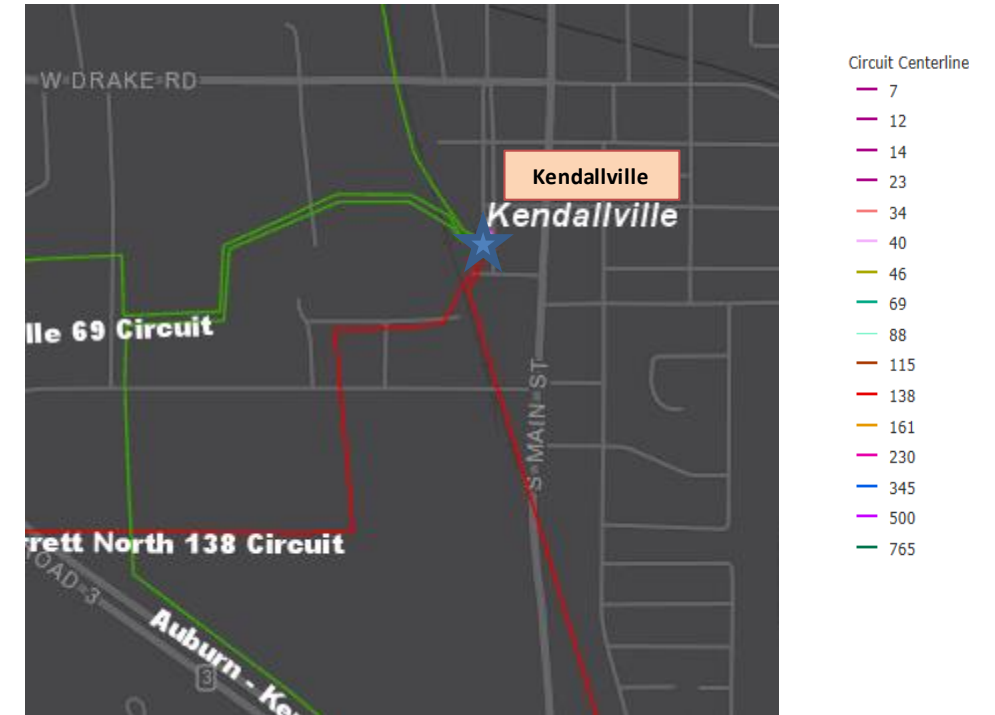 W DRAKE RD
Kendallville
Kendallville
lle 69 Circuit
S MAIN ST
rrett North 138 Circuit
OAD 3
Auburn - Ke
3
Circuit Centerline
7
12
14
23
34
40
46
69
88
115
138
161
230
345
500
765